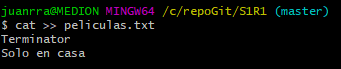 juanrra@MEDION MINGW64 /c/repoGit/S1R1 (master)
$ cat >> peliculas.txt
Terminator
Solo en casa